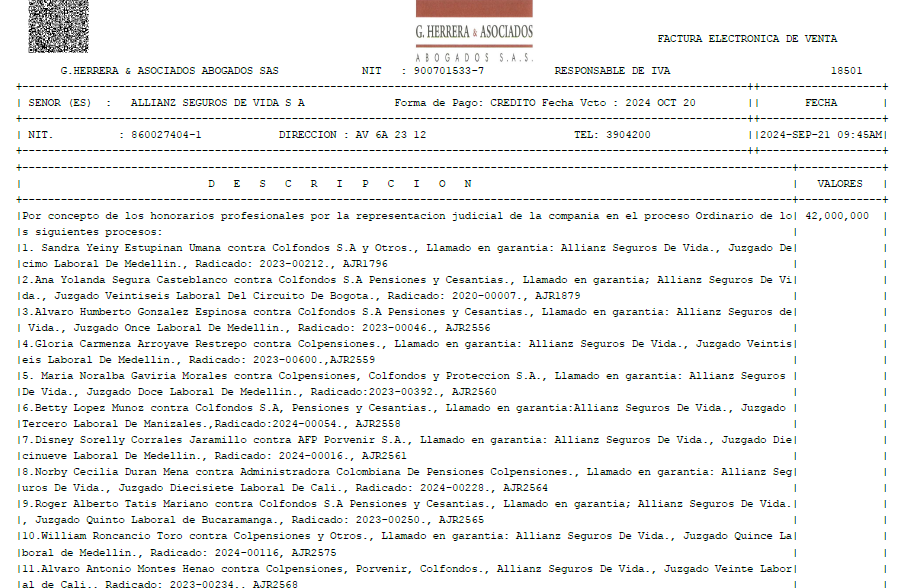 G. HERRERA & ASOCIADOS
ABOGADOS S.A.S.
FACTURA ELECTRONICA DE VENTA
G.HERRERA & ASOCIADOS ABOGADOS SAS NIT : 900701533-7 RESPONSABLE DE IVA 18501
SENOR (ES) : ALLIANZ SEGUROS DE VIDA S A Forma de Pago: CREDITO Fecha Vcto : 2024 OCT 20 FECHA
NIT. : 860027404-1 DIRECCION : AV 6A 23 12 TEL: 3904200 2024-SEP-21 09:45AM
D E S C R I P C I O N VALORES
Por concepto de los honorarios profesionales por la representacion judicial de la compania en el proceso Ordinario de lo 42,000,000
s siguientes procesos:
1. Sandra Yeiny Estupinan Umana contra Colfondos S.A y Otros., Llamado en garantia: Allianz Seguros De Vida., Juzgado De
cimo Laboral De Medellin., Radicado: 2023-00212., AJR1796
2.Ana Yolanda Segura Casteblanco contra Colfondos S.A Pensiones y Cesantias., Llamado en garantia; Allianz Seguros De Vi
da., Juzgado Veintiseis Laboral Del Circuito De Bogota., Radicado: 2020-00007., AJR1879
3.Alvaro Humberto Gonzalez Espinosa contra Colfondos S.A Pensiones y Cesantias., Llamado en garantia: Allianz Seguros de
Vida., Juzgado Once Laboral De Medellin., Radicado: 2023-00046., AJR2556
4.Gloria Carmenza Arroyave Restrepo contra Colpensiones., Llamado en garantia: Allianz Seguros De Vida., Juzgado Veintis
eis Laboral De Medellin., Radicado: 2023-00600.,AJR2559
5. Maria Noralba Gaviria Morales contra Colpensiones, Colfondos y Proteccion S.A., Llamado en garantia: Allianz Seguros
De Vida., Juzgado Doce Laboral De Medellin., Radicado:2023-00392., AJR2560
6.Betty Lopez Munoz contra Colfondos S.A, Pensiones y Cesantias., Llamado en garantia:Allianz Seguros De Vida., Juzgado
Tercero Laboral De Manizales.,Radicado:2024-00054., AJR2558
7.Disney Sorelly Corrales Jaramillo contra AFP Porvenir S.A., Llamado en garantia: Allianz Seguros De Vida., Juzgado Die
cinueve Laboral De Medellin., Radicado: 2024-00016., AJR2561
8.Norby Cecilia Duran Mena contra Administradora Colombiana De Pensiones Colpensiones., Llamado en garantia: Allianz Seg
uros De Vida., Juzgado Diecisiete Laboral De Cali., Radicado: 2024-00228., AJR2564
9.Roger Alberto Tatis Mariano contra Colfondos S.A Pensiones y Cesantias., Llamado en garantia; Allianz Seguros De Vida.
, Juzgado Quinto Laboral de Bucaramanga., Radicado: 2023-00250., AJR2565
10.William Roncancio Toro contra Colpensiones y Otros., Llamado en garantia: Allianz Seguros De Vida., Juzgado Quince La
boral de Medellin., Radicado: 2024-00116, AJR2575
11.Alvaro Antonio Montes Henao contra Colpensiones, Porvenir, Colfondos., Allianz Seguros De Vida., Juzgado Veinte Labor
al de Cali., Radicado: 2023-00234., AJR2568